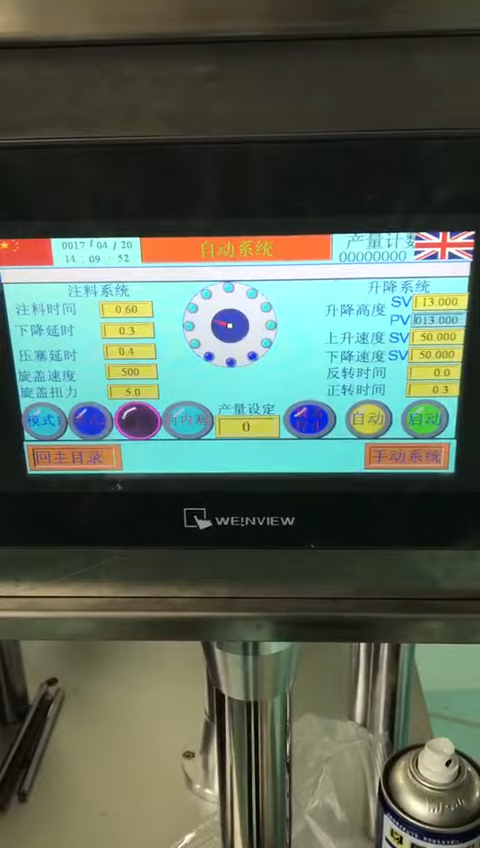 0017 / 04 / 20
14 : 09 : 52
自动系统
产量计数
00000000
注料系统
注料时间 0.60
下降延时 0.3
压塞延时 0.4
旋盖速度 500
旋盖扭力 5.0
升降系统
升降高度 SV 13.000
PV 013.000
上升速度 SV 50.000
下降速度 SV 50.000
反转时间 0.0
正转时间 0.3
模式1
有内塞
产量设定
0
自动
启动
回主目录
手动系统
WEINVIEW